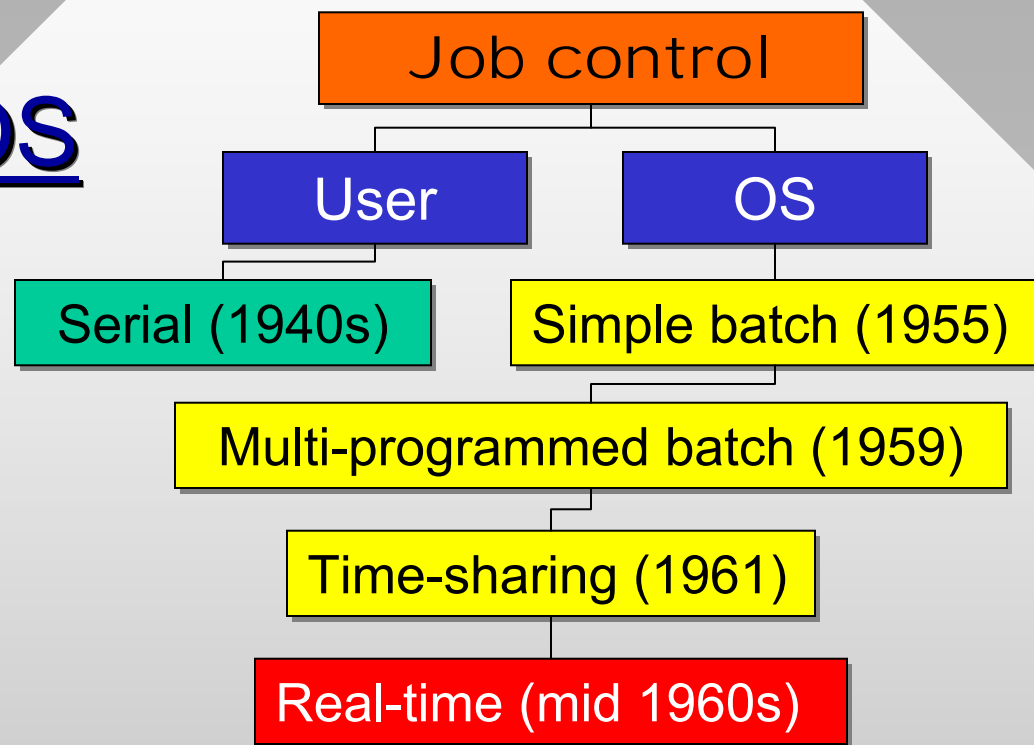 Job control
OS
User
OS
Serial (1940s)
Simple batch (1955)
Multi-programmed batch (1959)
Time-sharing (1961)
Real-time (mid 1960s)